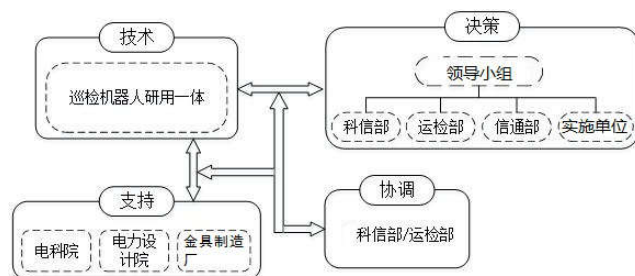 技术
巡检机器人研用一体
决策
领导小组
科信部
运检部
信通部
实施单位
支持
电科院
电力设
计院
金具制造
厂
协调
科信部/运检部